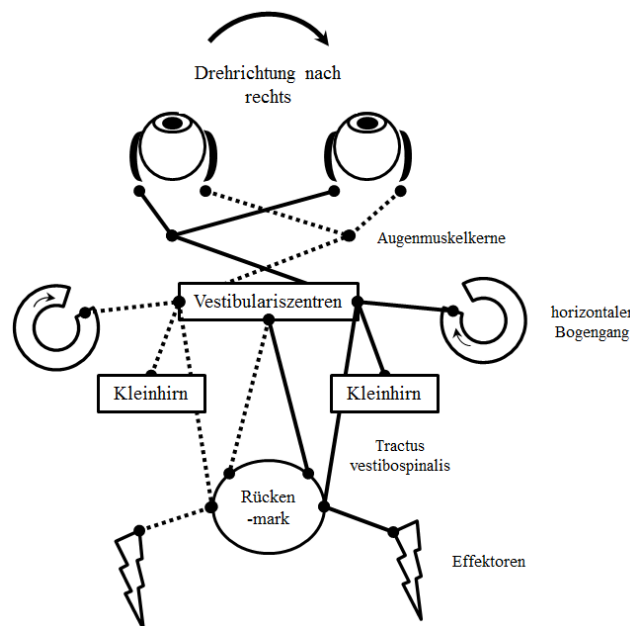 Drehrichtung nach
rechts
Augenmuskelkerne
Vestibulariszentren
horizontaler
Bogengang
Kleinhirn
Kleinhirn
Tractus
vestibospinalis
Rücken
-mark
Effektoren